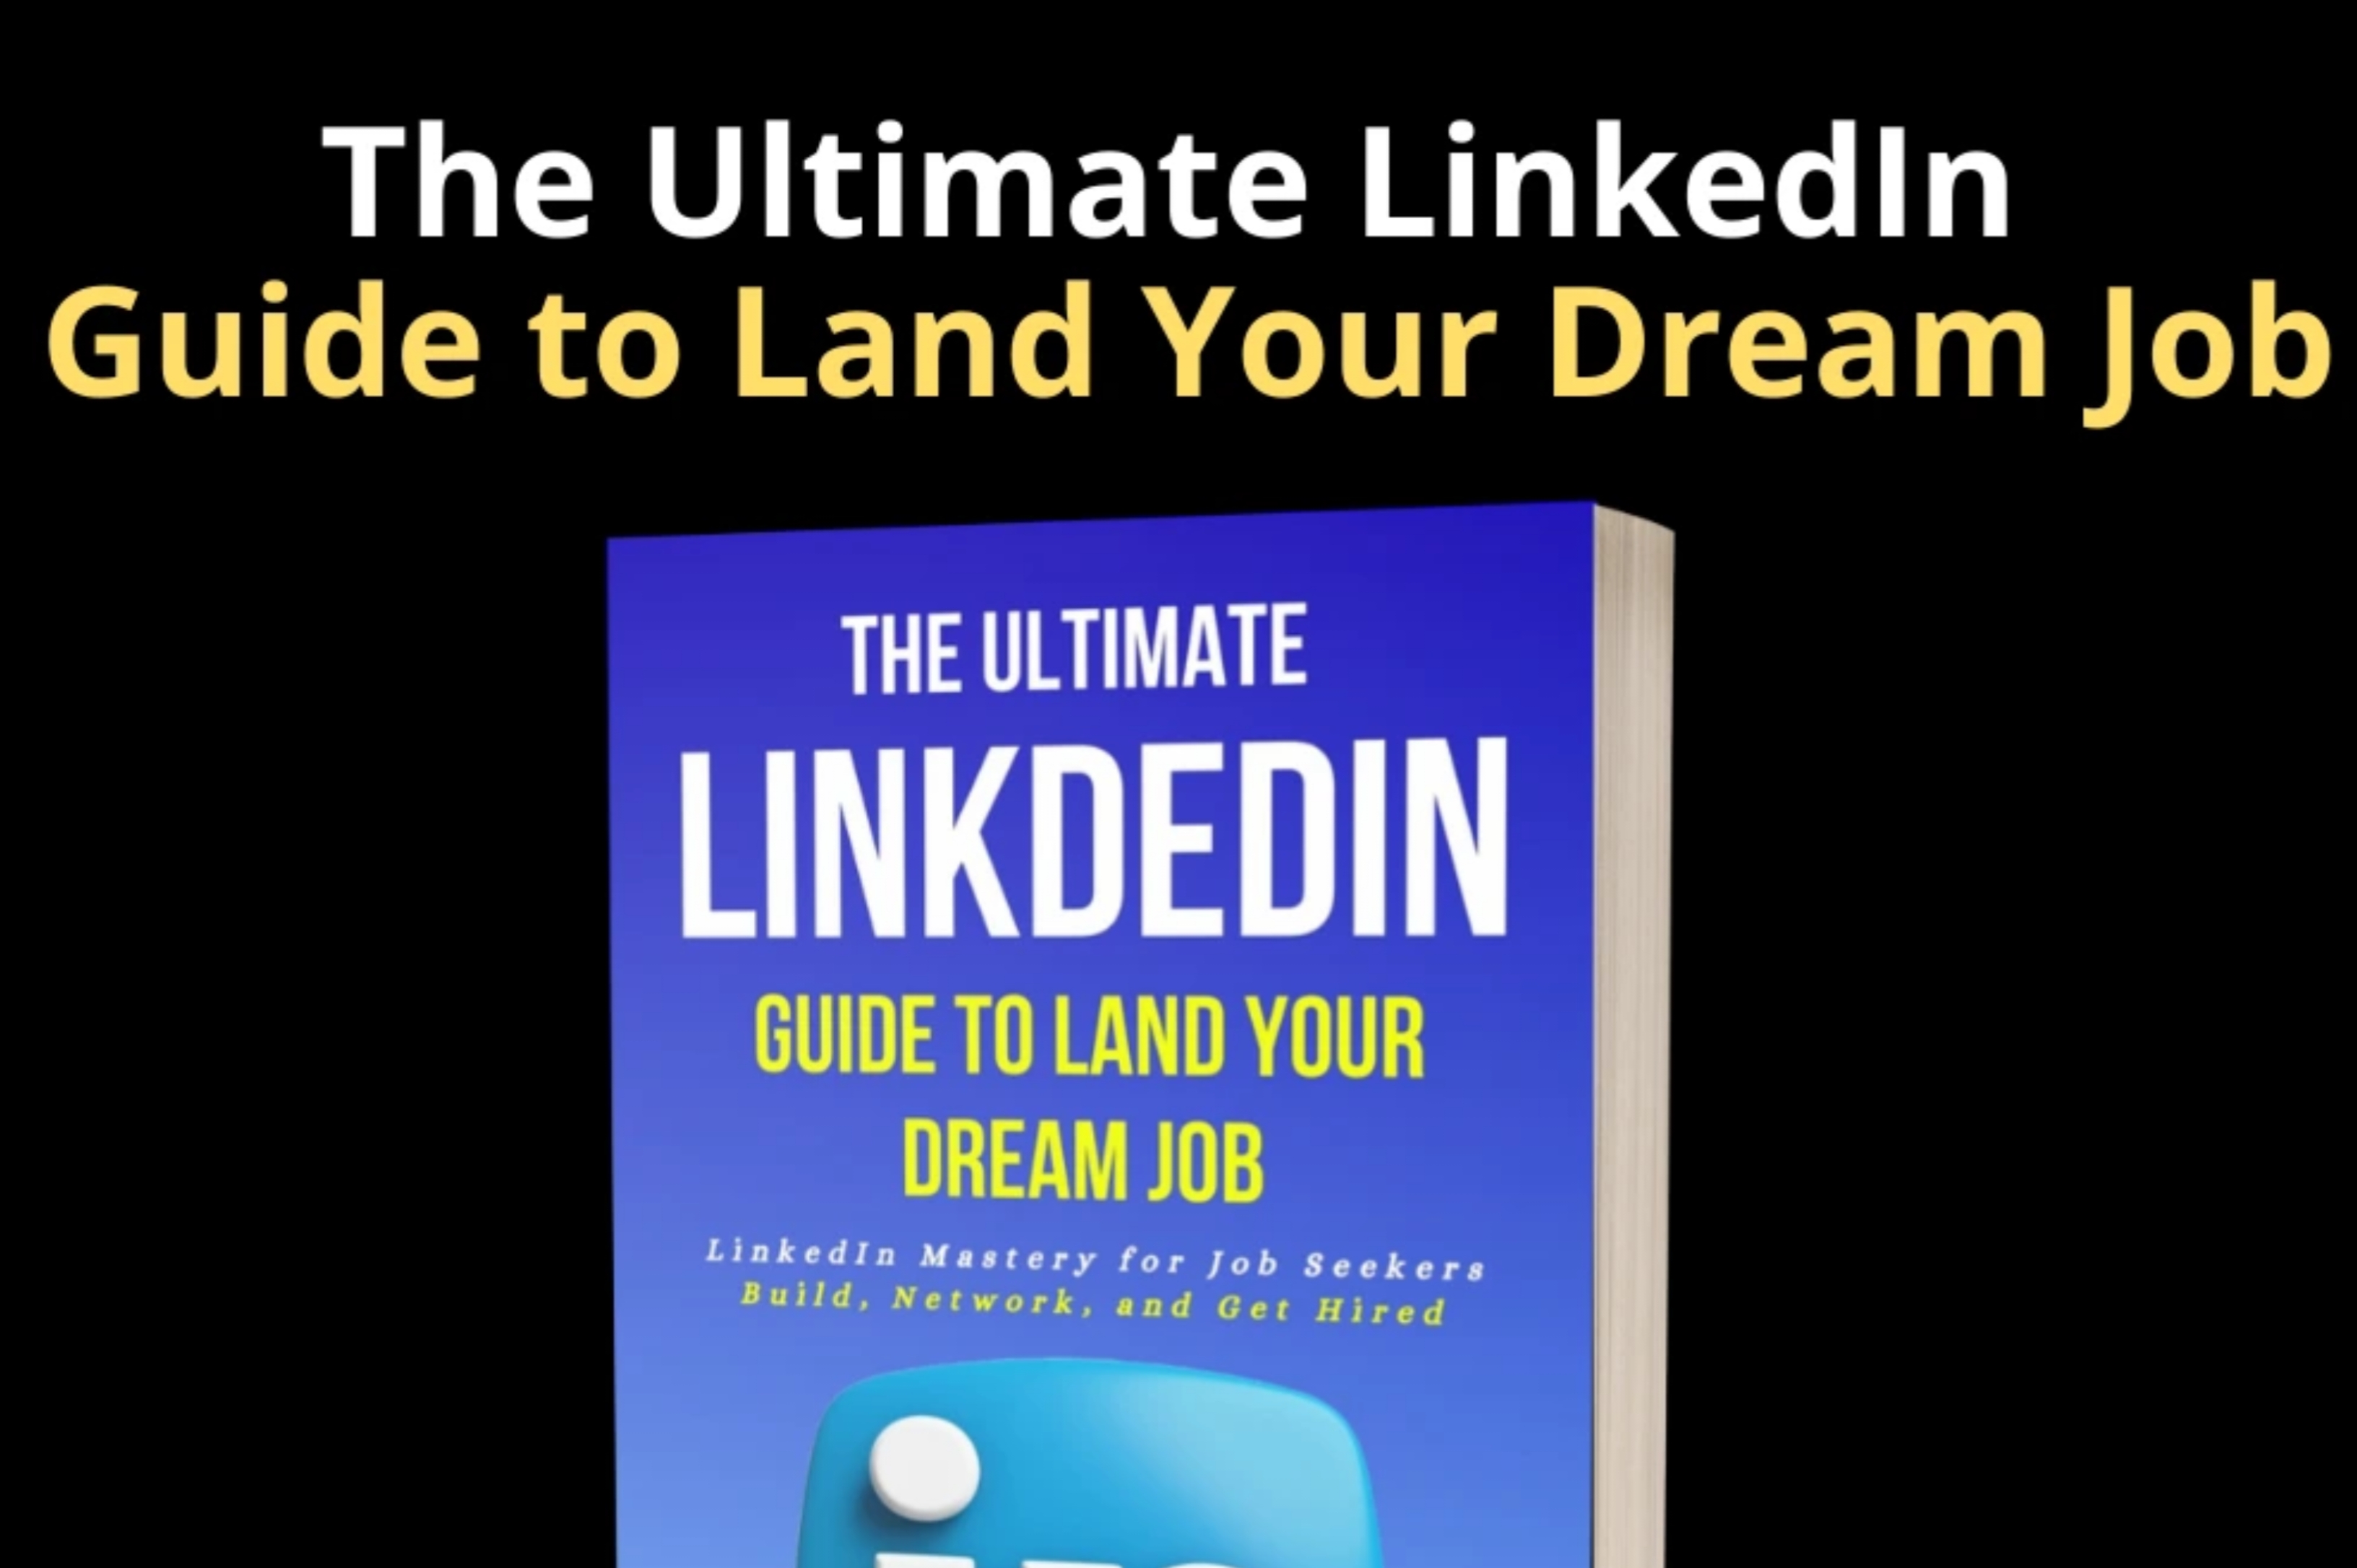 The Ultimate LinkedIn
Guide to Land Your Dream Job
THE ULTIMATE
LINKDEDIN
GUIDE TO LAND YOUR
DREAM JOB
LinkedIn Mastery for Job Seekers
Build, Network, and Get Hired
in